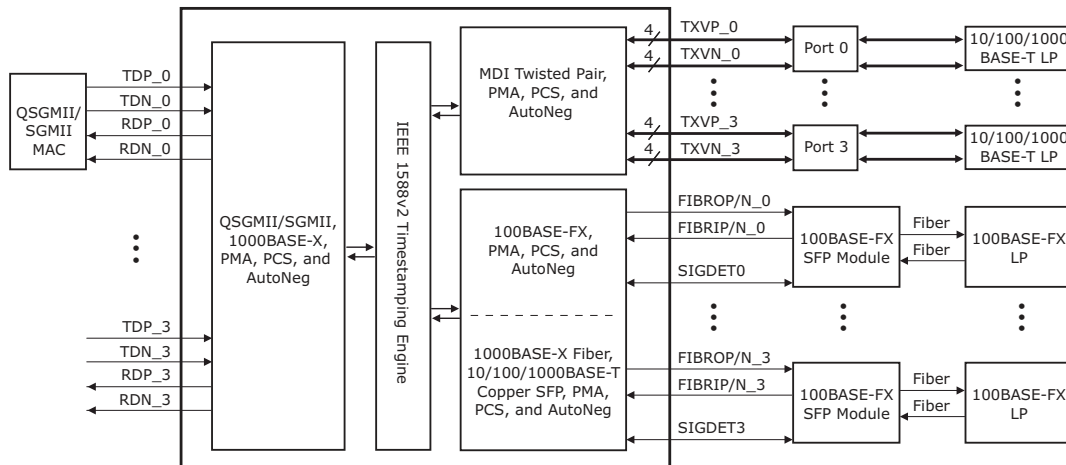 QSGMII/
SGMII
MAC
TDP_0
TDN_0
RDP_0
RDN_0
TDP_3
TDN_3
RDP_3
RDN_3
QSGMII/SGMII,
1000BASE-X,
PMA, PCS, and
AutoNeg
IEEE 1588v2 Timestamping Engine
MDI Twisted Pair,
PMA, PCS, and
AutoNeg
100BASE-FX,
PMA, PCS, and
AutoNeg
1000BASE-X Fiber,
10/100/1000BASE-T
Copper SFP, PMA,
PCS, and AutoNeg
4 TXVP_0
4 TXVN_0
4 TXVP_3
4 TXVN_3
Port 0
Port 3
10/100/1000
BASE-T LP
10/100/1000
BASE-T LP
FIBROP/N_0
FIBRIP/N_0
SIGDET0
100BASE-FX
SFP Module
Fiber
Fiber
100BASE-FX
LP
FIBROP/N_3
FIBRIP/N_3
SIGDET3
100BASE-FX
SFP Module
Fiber
Fiber
100BASE-FX
LP